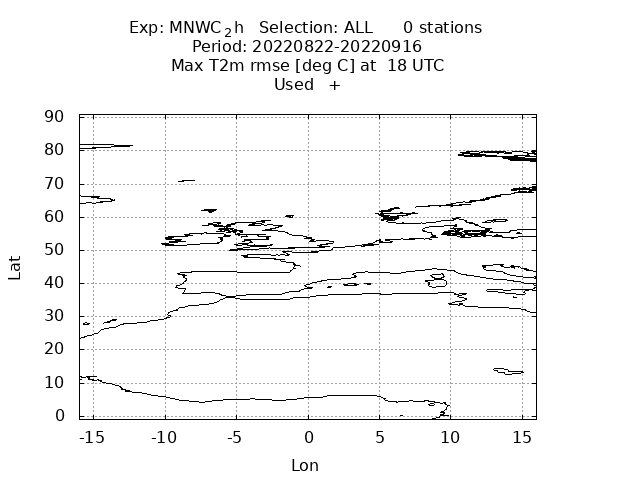 Exp: MNWC₂h   Selection: ALL      0 stations
Period: 20220822-20220916
Max T2m rmse [deg C] at  18 UTC
Used   +
90
80
70
60
50
40
30
20
10
0
Lat
-15 -10 -5 0 5 10 15
Lon